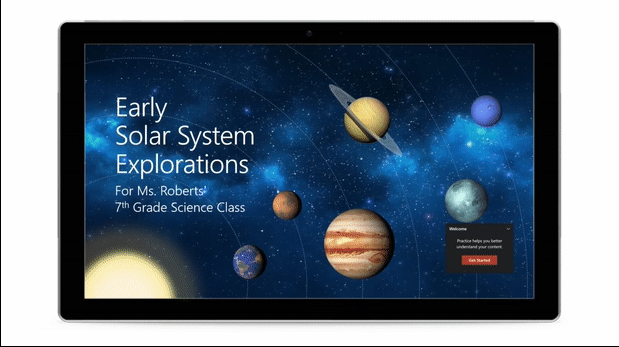 Early
Solar System
Explorations
For Ms. Roberts'
7th Grade Science Class
Welcome
Practice helps you better
understand your content.
Get Started